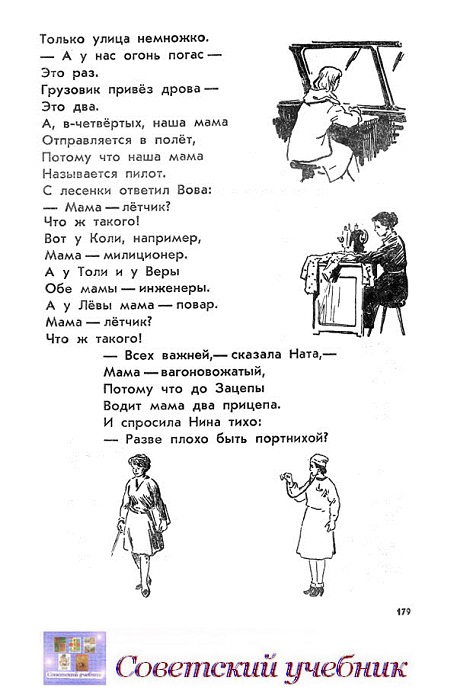 Только улица немножко.
— А у нас огонь погас —
Это раз.
Грузовик привёз дрова —
Это два.
А, в-четвёртых, наша мама
Отправляется в полёт,
Потому что наша мама
Называется пилот.
С лесенки ответил Вова:
— Мама — лётчик?
Что ж такого!
Вот у Коли, например,
Мама — милиционер.
А у Толи и у Веры
Обе мамы — инженеры.
А у Лёвы мама — повар.
Мама — лётчик?
Что ж такого!
— Всех важней,— сказала Ната,—
Мама — вагоновожатый,
Потому что до Зацепы
Водит мама два прицепа.
И спросила Нина тихо:
— Разве плохо быть портнихой?
179
Советский учебник
Советский учебник